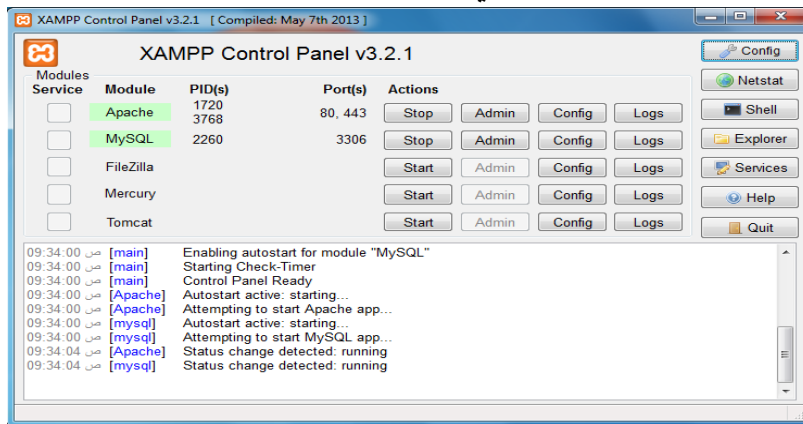 XAMPP Control Panel v3.2.1 [ Compiled: May 7th 2013 ]
XAMPP Control Panel v3.2.1
Config
Modules
Service Module PID(s) Port(s) Actions
Netstat
Apache 1720 3768 80, 443 Stop Admin Config Logs
Shell
MySQL 2260 3306 Stop Admin Config Logs
Explorer
FileZilla Start Admin Config Logs
Services
Mercury Start Admin Config Logs
Help
Tomcat Start Admin Config Logs
Quit
09:34:00 ص [main] Enabling autostart for module "MySQL"
09:34:00 ص [main] Starting Check-Timer
09:34:00 ص [main] Control Panel Ready
09:34:00 ص [Apache] Autostart active: starting...
09:34:00 ص [Apache] Attempting to start Apache app...
09:34:00 ص [mysql] Autostart active: starting...
09:34:00 ص [mysql] Attempting to start MySQL app...
09:34:04 ص [Apache] Status change detected: running
09:34:04 ص [mysql] Status change detected: running